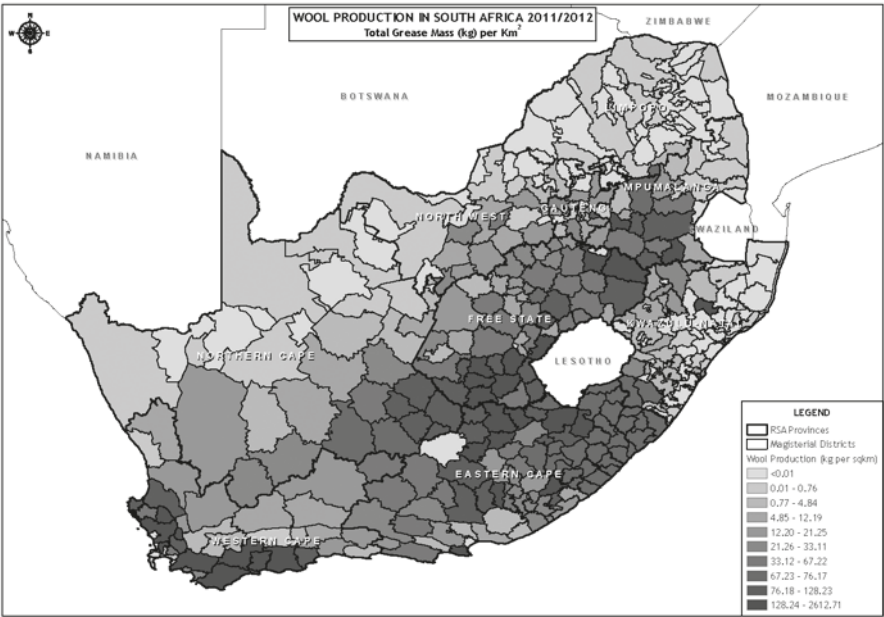 WOOL PRODUCTION IN SOUTH AFRICA 2011/2012
Total Grease Mass (kg) per Km²
N
W E
S
ZIMBABWE
BOTSWANA
MOZAMBIQUE
LIMPOPO
NAMIBIA
MPUMALANGA
NORTH WEST
GAUTENG
WAZILAND
FREE STATE
KWAZULU-NATAL
NORTHERN CAPE
LESOTHO
EASTERN CAPE
WESTERN CAPE
LEGEND
RSA Provinces
Magisterial Districts
Wool Production (kg per sqkm)
<0.01
0.01 - 0.76
0.77 - 4.84
4.85 - 12.19
12.20 - 21.25
21.26 - 33.11
33.12 - 67.22
67.23 - 76.17
76.18 - 128.23
128.24 - 2612.71